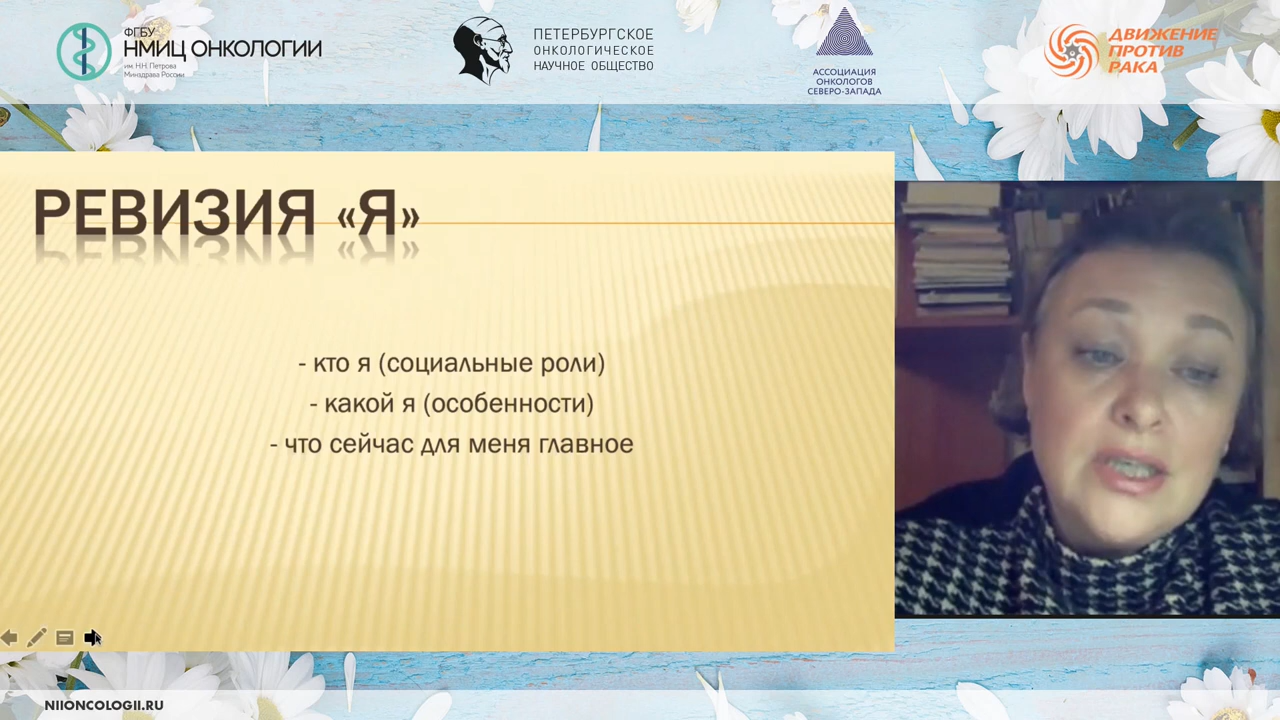 ФГБУ
НМИЦ ОНКОЛОГИИ
им. Н.Н. Петрова
Минздрава России
ПЕТЕРБУРГСКОЕ
ОНКОЛОГИЧЕСКОЕ
НАУЧНОЕ ОБЩЕСТВО
АССОЦИАЦИЯ
ОНКОЛОГОВ
СЕВЕРО-ЗАПАДА
ДВИЖЕНИЕ
ПРОТИВ
РАКА
РЕВИЗИЯ «Я»
- кто я (социальные роли)
- какой я (особенности)
- что сейчас для меня главное
NIIONCOLOGII.RU